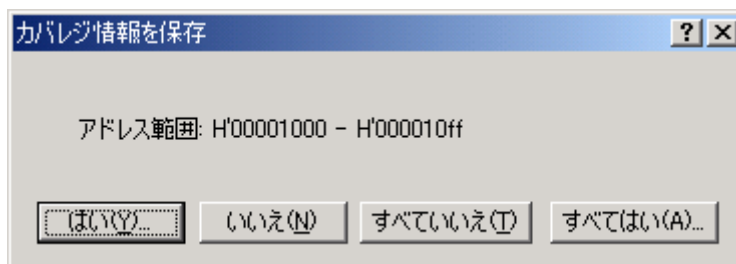 カバレジ情報を保存
アドレス範囲: H'00001000 - H'000010ff
はい(Y)... いいえ(N) すべていいえ(T) すべてはい(A)...